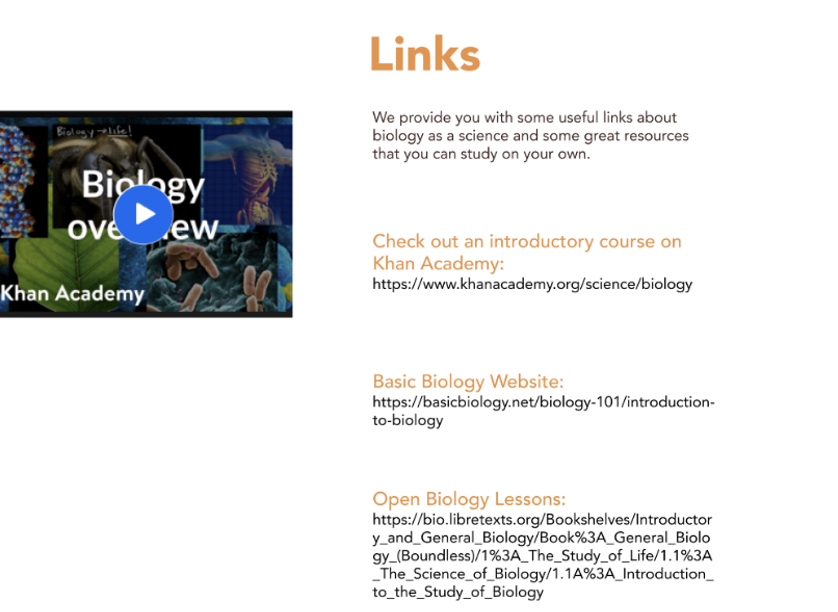 Links
We provide you with some useful links about
biology as a science and some great resources
that you can study on your own.
Biology → life!
Biology
overview
Khan Academy
Check out an introductory course on
Khan Academy:
https://www.khanacademy.org/science/biology
Basic Biology Website:
https://basicbiology.net/biology-101/introduction-
to-biology
Open Biology Lessons:
https://bio.libretexts.org/Bookshelves/Introductor
y_and_General_Biology/Book%3A_General_Biolo
gy_(Boundless)/1%3A_The_Study_of_Life/1.1%3A
_The_Science_of_Biology/1.1A%3A_Introduction_
to_the_Study_of_Biology